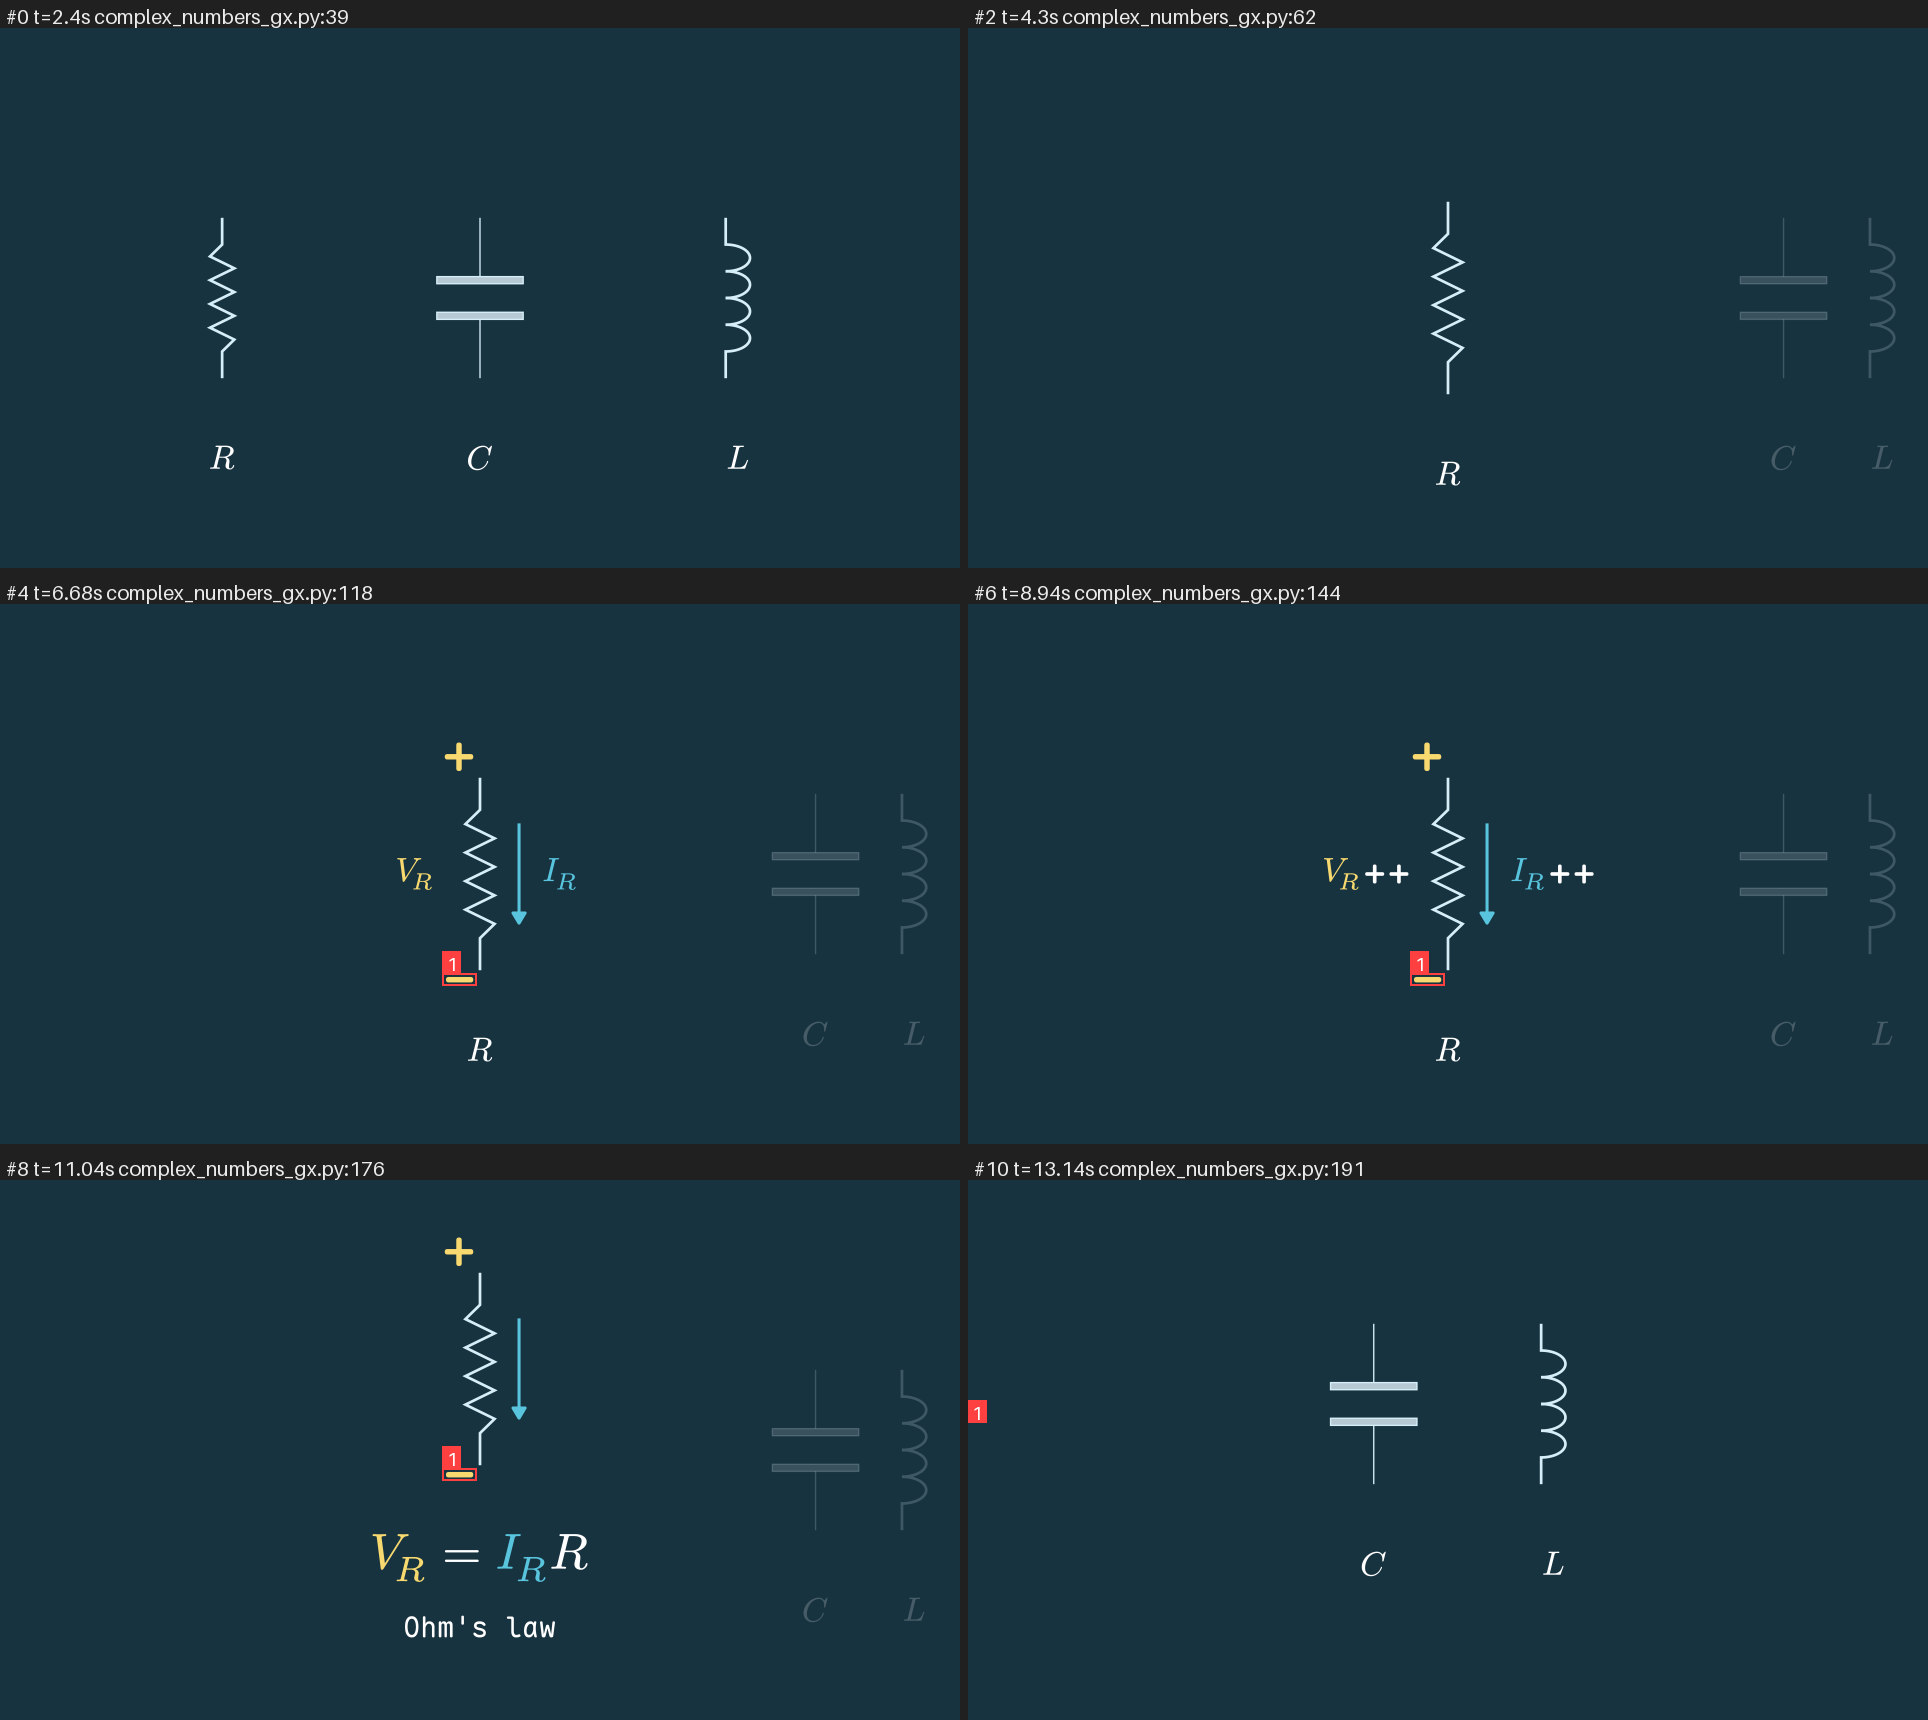 #0 t=2.4s complex_numbers_gx.py:39
R C L
#2 t=4.3s complex_numbers_gx.py:62
R C L
#4 t=6.68s complex_numbers_gx.py:118
+
V_R I_R
1
R C L
#6 t=8.94s complex_numbers_gx.py:144
+
V_R++ I_R++
1
R C L
#8 t=11.04s complex_numbers_gx.py:176
+
1
V_R = I_R R
Ohm's law
C L
#10 t=13.14s complex_numbers_gx.py:191
1
C L